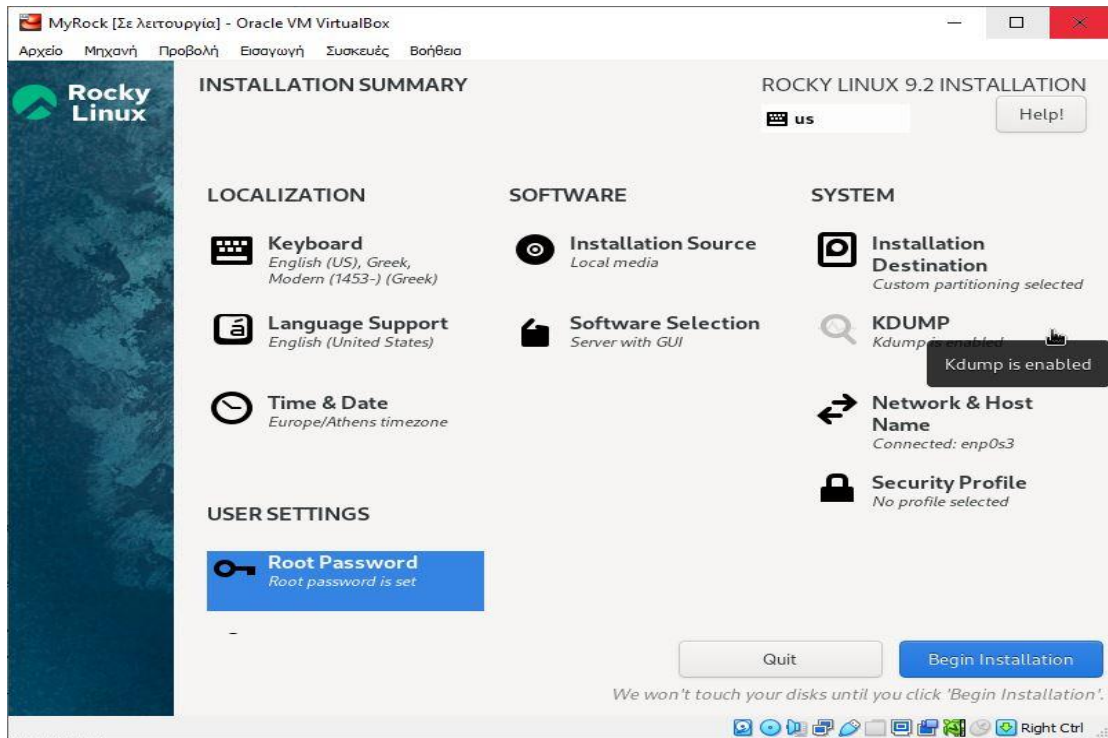 MyRock [Σε λειτουργία] - Oracle VM VirtualBox
Αρχείο Μηχανή Προβολή Εισαγωγή Συσκευές Βοήθεια
Rocky
Linux
INSTALLATION SUMMARY
ROCKY LINUX 9.2 INSTALLATION
us
Help!
LOCALIZATION
Keyboard
English (US), Greek,
Modern (1453-) (Greek)
Language Support
English (United States)
Time & Date
Europe/Athens timezone
SOFTWARE
Installation Source
Local media
Software Selection
Server with GUI
SYSTEM
Installation
Destination
Custom partitioning selected
KDUMP
Kdump is enabled
Kdump is enabled
Network & Host
Name
Connected: enp0s3
Security Profile
No profile selected
USER SETTINGS
Root Password
Root password is set
Quit
Begin Installation
We won't touch your disks until you click 'Begin Installation'.
Right Ctrl